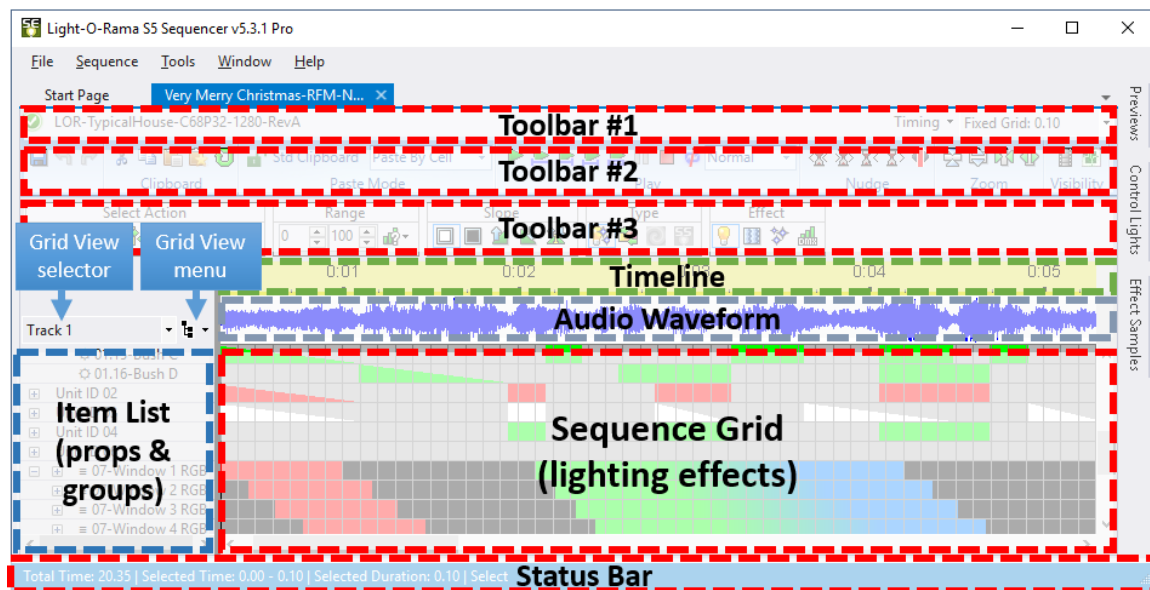 Light-O-Rama S5 Sequencer v5.3.1 Pro
File Sequence Tools Window Help
Start Page Very Merry Christmas-RFM-N...
LOR-TypicalHouse-C68P32-1280-RevA Toolbar #1 Timing Fixed Grid: 0.10
Std Clipboard Paste By Cell Toolbar #2 Normal
Clipboard Paste Mode Play Nudge Zoom Visibility
Select Action Range Slope Type Effect
0 100 Toolbar #3
Grid View selector
Grid View menu
0:01 0:02 0:03 0:04 0:05
Timeline
Track 1
Audio Waveform
01.15-Bush C
01.16-Bush D
Unit ID 02
Unit ID 04
07-Window 1 RGB
07-Window 3 RGB
07-Window 4 RGB
Item List
(props &
groups)
Sequence Grid
(lighting effects)
Total Time: 20.35 | Selected Time: 0.00 - 0.10 | Selected Duration: 0.10 | Select
Status Bar
Previews
Control Lights
Effect Samples